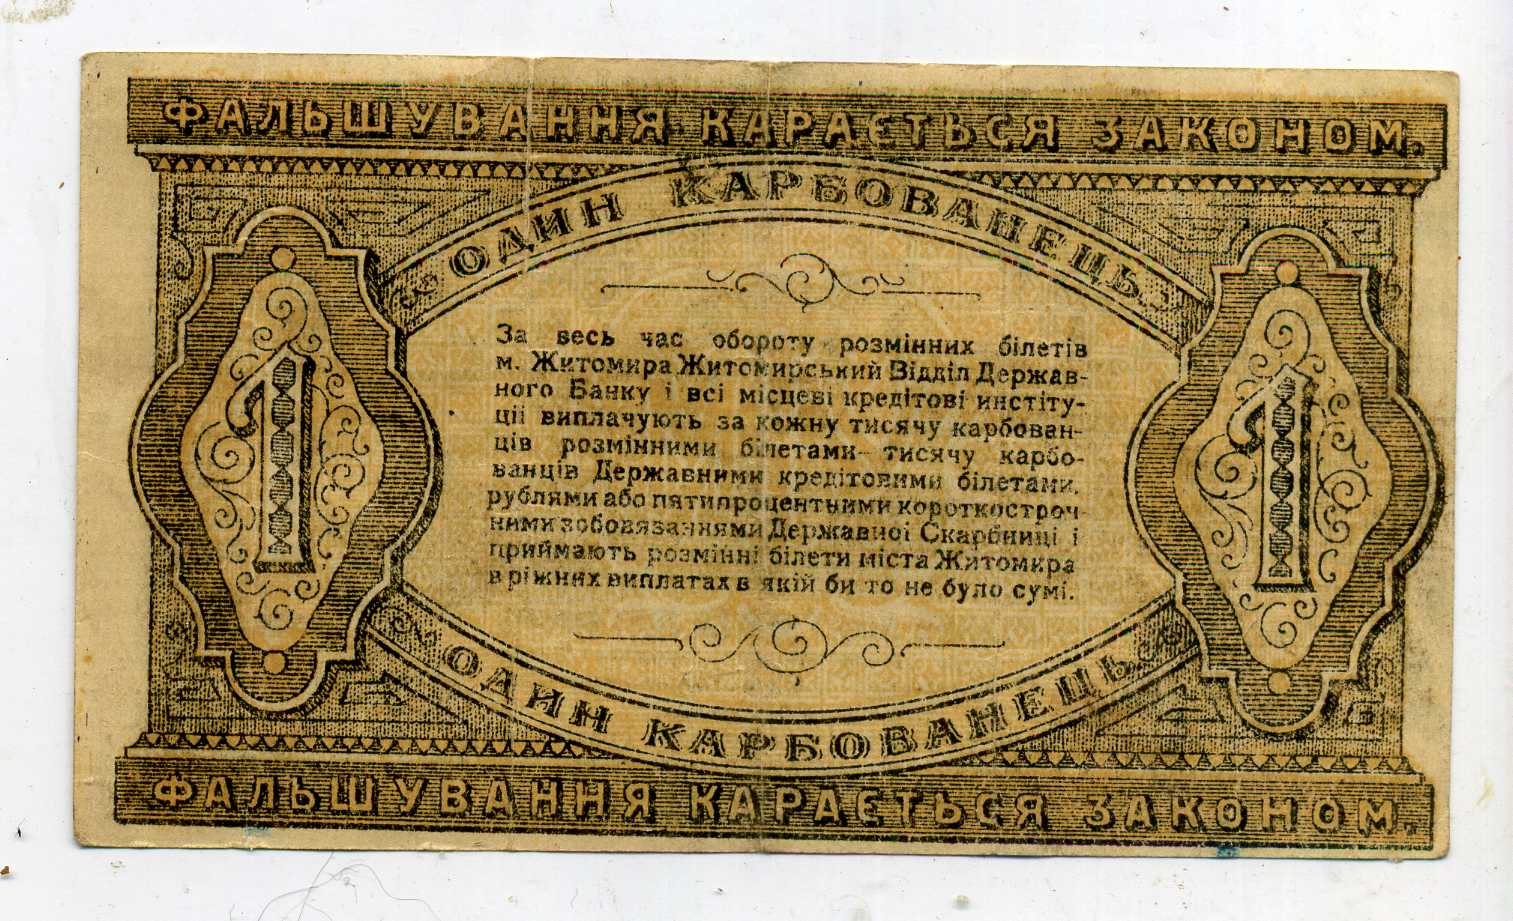 ФАЛЬШУВАННЯ КАРАЄТЬСЯ ЗАКОНОМ.
ОДИН КАРБОВАНЕЦЬ
1 1
За весь час обороту розмінних білетів
м. Житомира Житомирський Відділ Держав-
ного Банку і всі місцеві кредітові институ-
ції виплачують за кожну тисячу карбован-
ців розмінними білетами тисячу карбо-
ванців Державними кредітовими білетами,
рублями або пятипроцентними короткостроч-
ними зобовязаннями Державної Скарбниці і
приймають розмінні білети міста Житомира
в ріжних виплатах в якій би то не було сумі.
ОДИН КАРБОВАНЕЦЬ
ФАЛЬШУВАННЯ КАРАЄТЬСЯ ЗАКОНОМ.